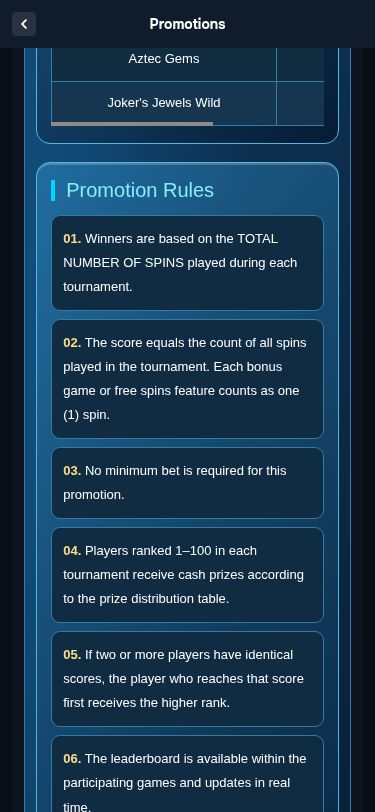 Promotions
Aztec Gems
Joker's Jewels Wild
Promotion Rules
01. Winners are based on the TOTAL
NUMBER OF SPINS played during each
tournament.
02. The score equals the count of all spins
played in the tournament. Each bonus
game or free spins feature counts as one
(1) spin.
03. No minimum bet is required for this
promotion.
04. Players ranked 1–100 in each
tournament receive cash prizes according
to the prize distribution table.
05. If two or more players have identical
scores, the player who reaches that score
first receives the higher rank.
06. The leaderboard is available within the
participating games and updates in real
time.